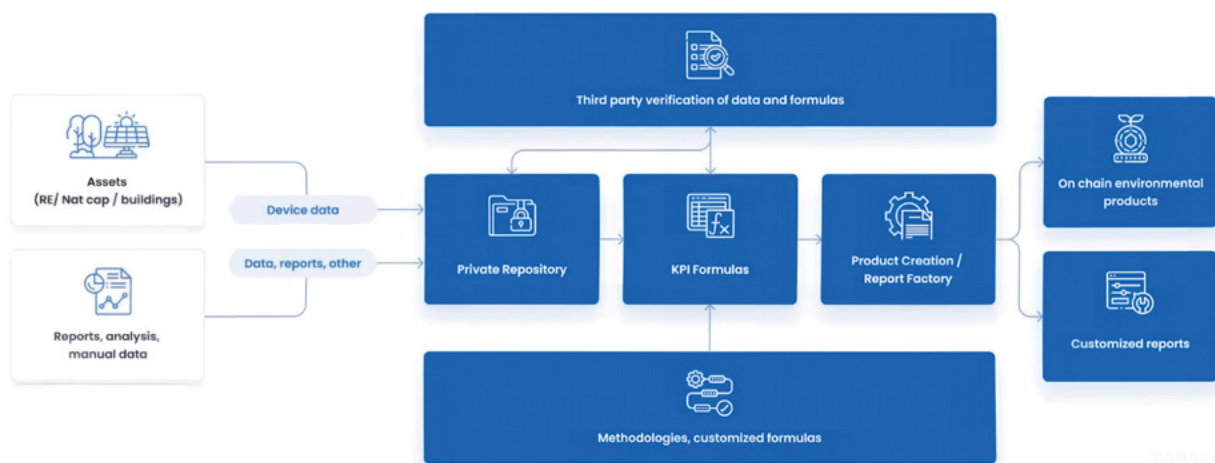 Third party verification of data and formulas
Assets
(RE/ Nat cap / buildings)
Device data
Data, reports, other
Reports, analysis,
manual data
Private Repository
fx
KPI Formulas
Product Creation /
Report Factory
On chain environmental
products
Customized reports
Methodologies, customized formulas